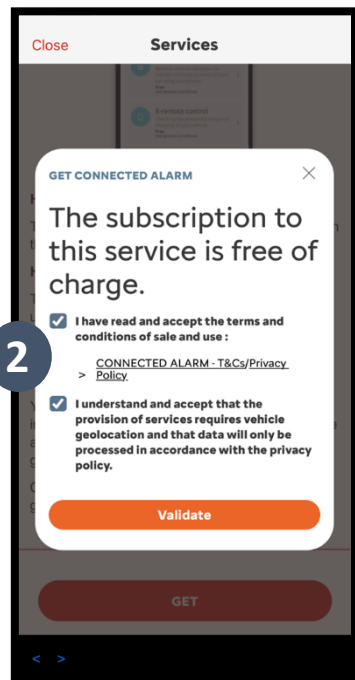 Close
Services
E-remote control
GET CONNECTED ALARM
The subscription to
this service is free of
charge.
I have read and accept the terms and
conditions of sale and use :
> CONNECTED ALARM - T&Cs/Privacy
Policy
2
I understand and accept that the
provision of services requires vehicle
geolocation and that data will only be
processed in accordance with the privacy
policy.
Validate
GET
< >